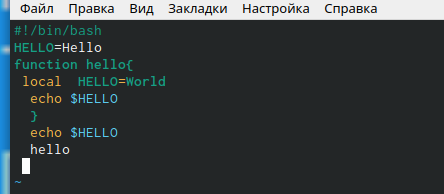 Файл Правка Вид Закладки Настройка Справка
#!/bin/bash
HELLO=Hello
function hello{
local  HELLO=World
echo $HELLO
}
echo $HELLO
hello
~